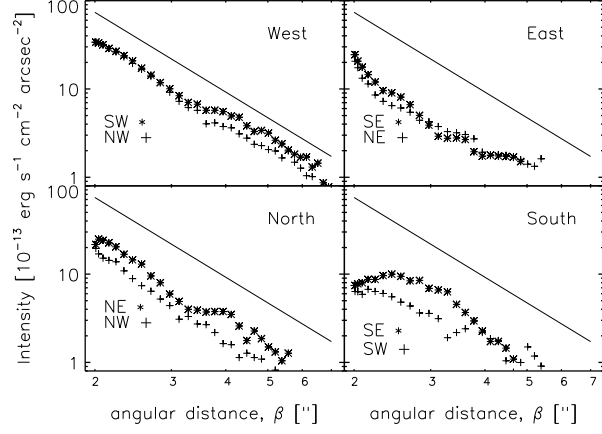 Intensity [10⁻¹³ erg s⁻¹ cm⁻² arcsec⁻²]
100
10
West
SW *
NW +
East
SE *
NE +
100
10
1
North
NE *
NW +
2 3 4 5 6
South
SE *
SW +
2 3 4 5 6 7
angular distance, β ["]
angular distance, β ["]